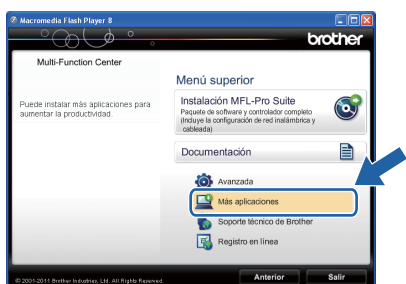 Macromedia Flash Player 8
brother
Multi-Function Center
Menú superior
Puede instalar más aplicaciones para
aumentar la productividad.
Instalación MFL-Pro Suite
Paquete de software y controlador completo
(Incluye la configuración de red inalámbrica y
cableada)
Documentación
Avanzada
Más aplicaciones
Soporte técnico de Brother
Registro en línea
© 2001-2011 Brother Industries, Ltd. All Rights Reserved.
Anterior
Salir